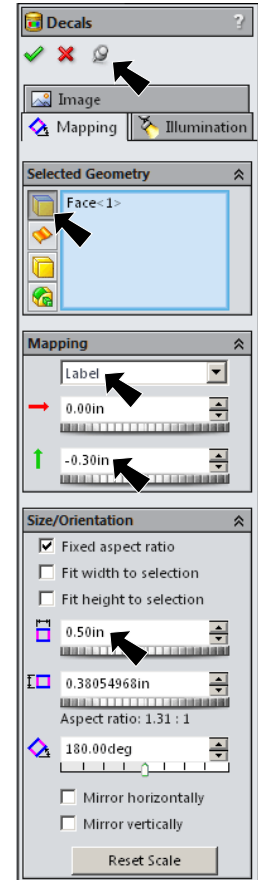 Decals ?
Image
Mapping Illumination
Selected Geometry
Face<1>
Mapping
Label
0.00in
-0.30in
Size/Orientation
Fixed aspect ratio
Fit width to selection
Fit height to selection
0.50in
0.38054968in
Aspect ratio: 1.31 : 1
180.00deg
Mirror horizontally
Mirror vertically
Reset Scale